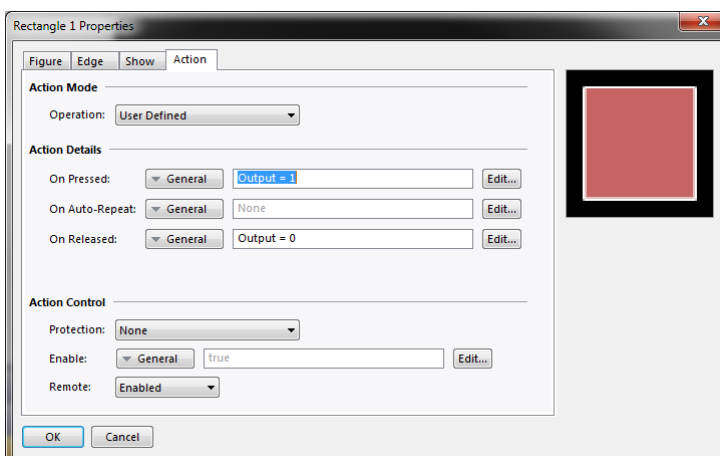 Rectangle 1 Properties
Figure Edge Show Action
Action Mode
Operation: User Defined
Action Details
On Pressed: General Output = 1 Edit...
On Auto-Repeat: General None Edit...
On Released: General Output = 0 Edit...
Action Control
Protection: None
Enable: General true Edit...
Remote: Enabled
OK Cancel